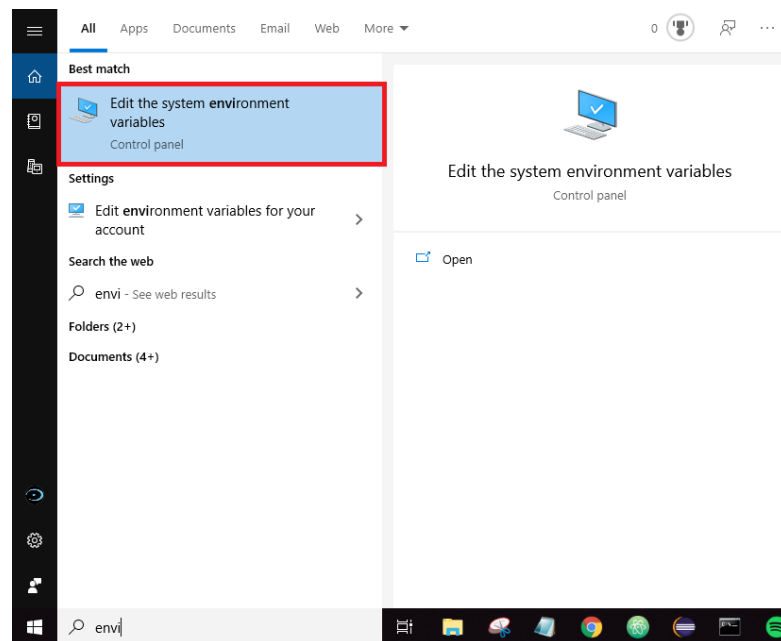 All Apps Documents Email Web More 0
Best match
Edit the system environment
variables
Control panel
Settings
Edit environment variables for your
account
Search the web
envi - See web results
Folders (2+)
Documents (4+)
Edit the system environment variables
Control panel
Open
envi